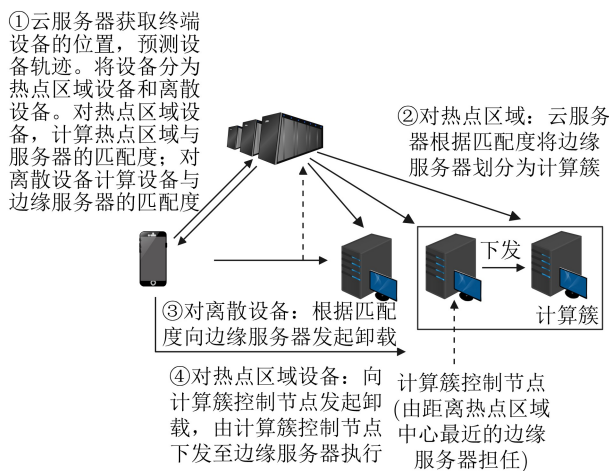 ①云服务器获取终端
设备的位置，预测设
备轨迹。将设备分为
热点区域设备和离散
设备。对热点区域设
备，计算热点区域与
服务器的匹配度；对
离散设备计算设备与
边缘服务器的匹配度
②对热点区域：云服务
器根据匹配度将边缘
服务器划分为计算簇
下发
计算簇
③对离散设备：根据匹配
度向边缘服务器发起卸载
④对热点区域设备：向
计算簇控制节点发起卸
载，由计算簇控制节点
下发至边缘服务器执行
计算簇控制节点
(由距离热点区域
中心最近的边缘
服务器担任)